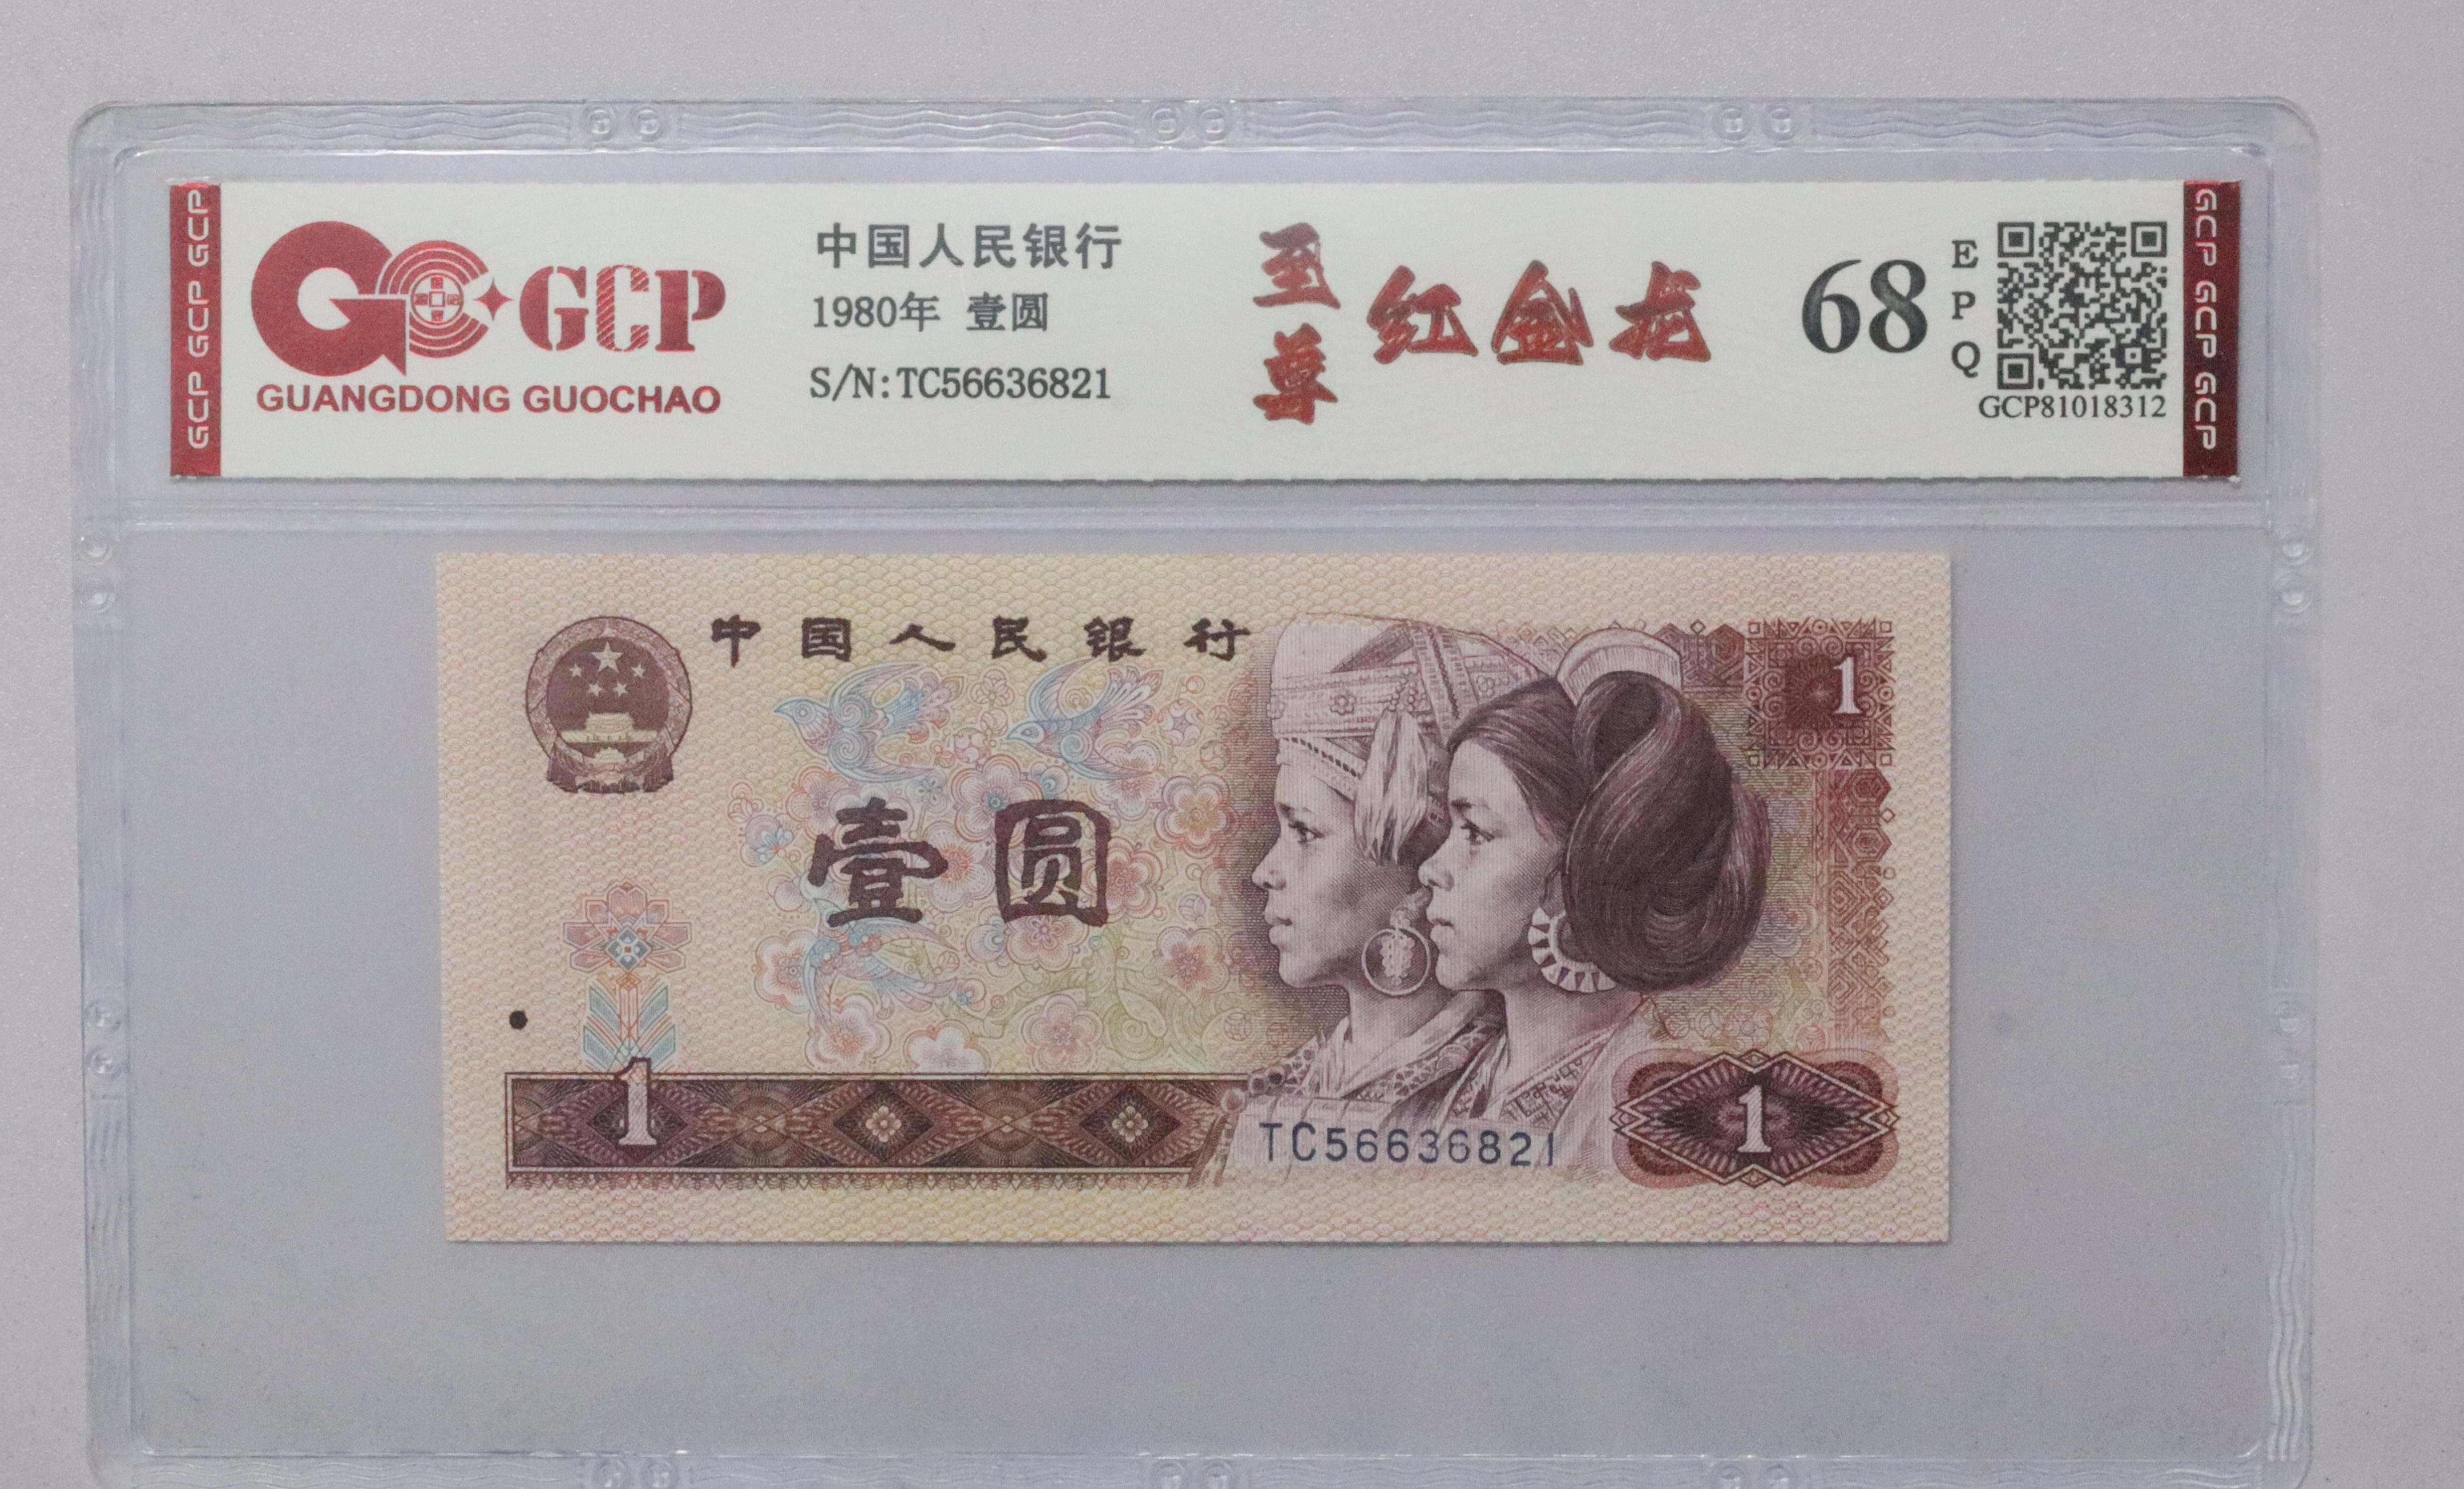 GCP GCP GCP
GCP
GUANGDONG GUOCHAO
中国人民银行
1980年 壹圆
S/N:TC56636821
至尊
红金龙
68
EPQ
GCP81018312
GCP GCP GCP
中国人民银行
1
壹圆
1
TC56636821
1